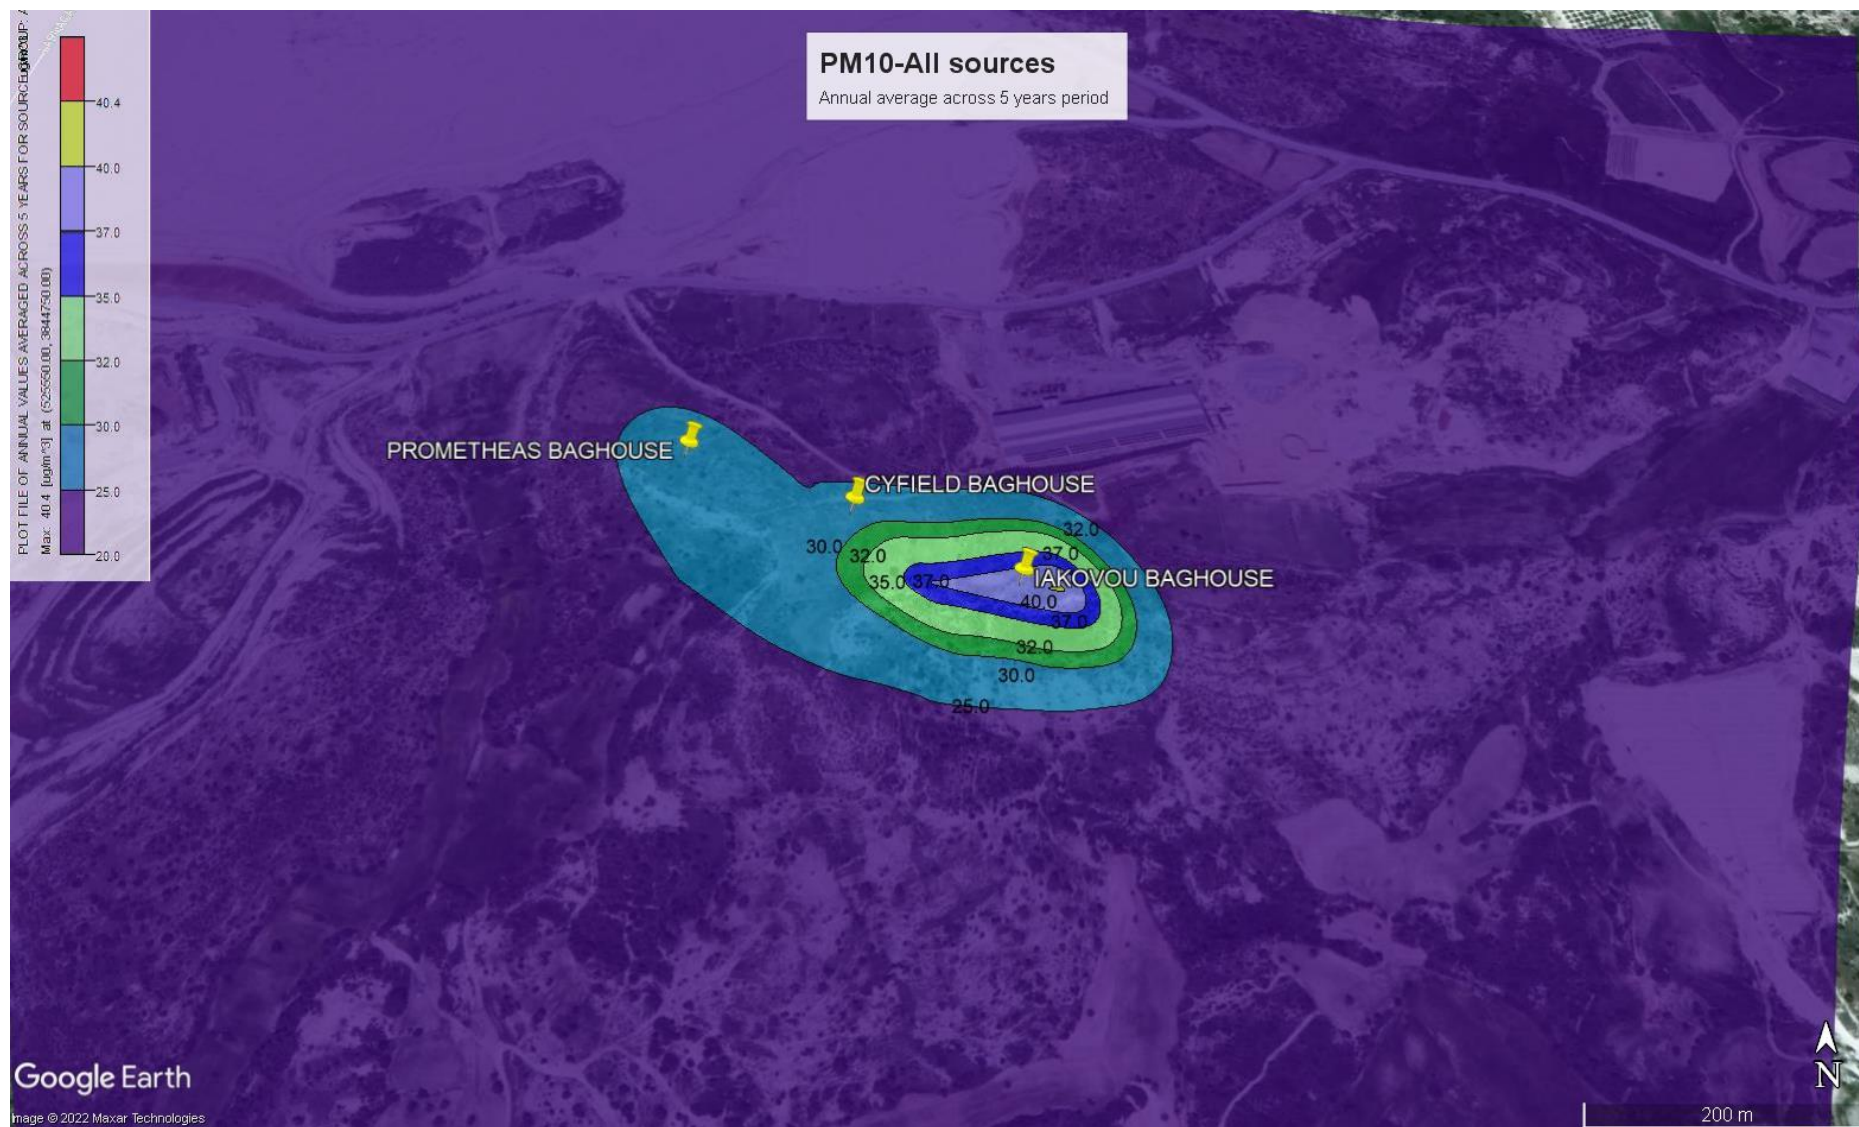 PM10-All sources
Annual average across 5 years period
PLOT FILE OF ANNUAL VALUES AVERAGED ACROSS 5 YEARS FOR SOURCE GROUP: A
Max: 40.4 [ug/m^3] at (525550.00, 3844750.00)
40.4
40.0
37.0
35.0
32.0
30.0
25.0
20.0
PROMETHEAS BAGHOUSE
CYFIELD BAGHOUSE
32.0
30.0
32.0
37.0
35.0
37.0
IAKOVOU BAGHOUSE
40.0
37.0
32.0
30.0
25.0
Google Earth
N
Image © 2022 Maxar Technologies
200 m